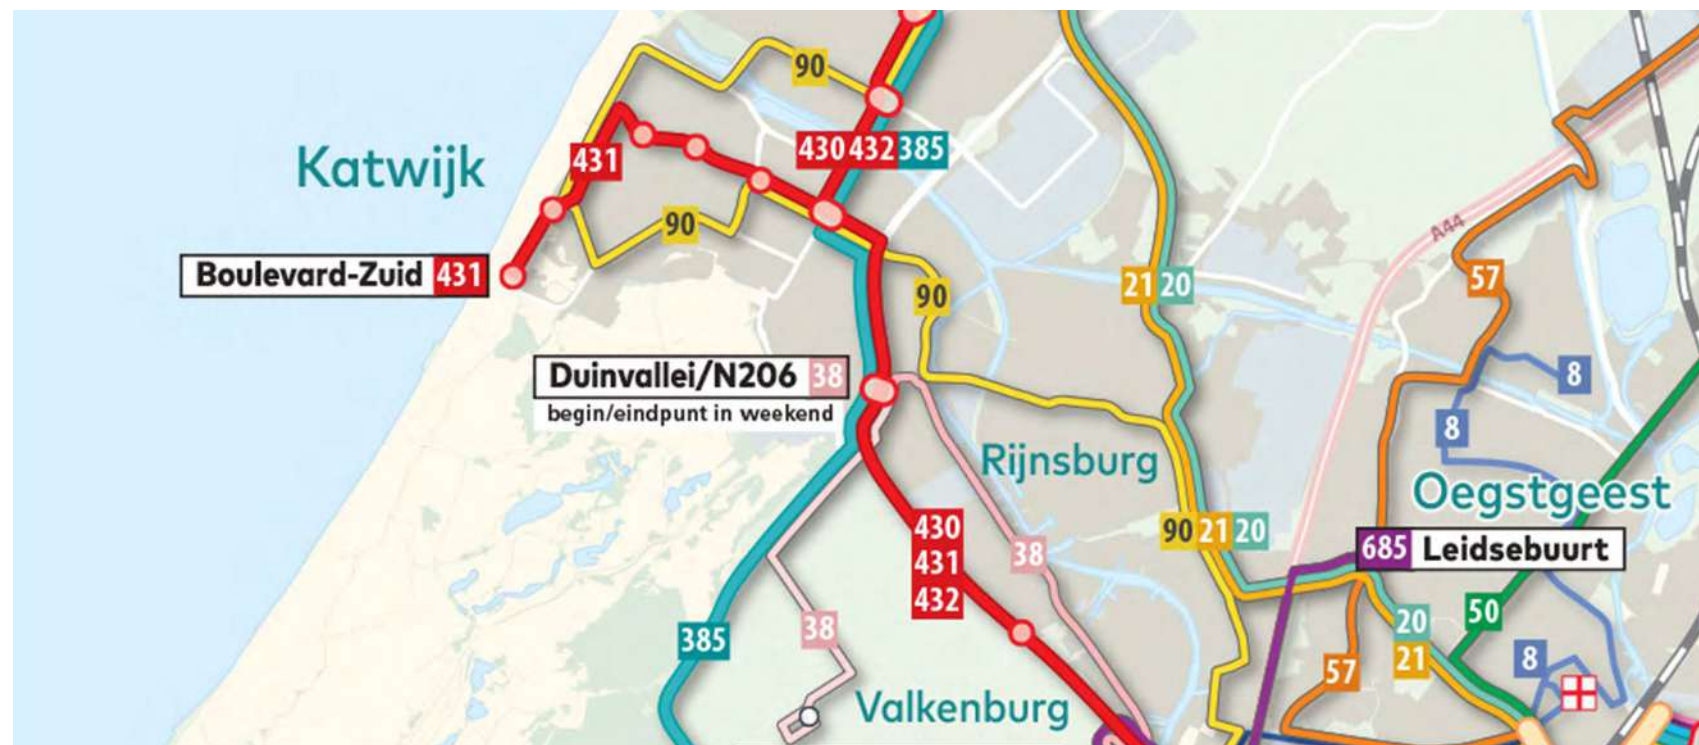 90
Katwijk
431
430 432 385
90
A44
Boulevard-Zuid 431
90
21 20
57
Duinvallei/N206 38
begin/eindpunt in weekend
8
8
Rijnsburg
Oegstgeest
430
431
432
38
90 21 20
685 Leidsebuurt
385
38
20
21
50
57
8
Valkenburg